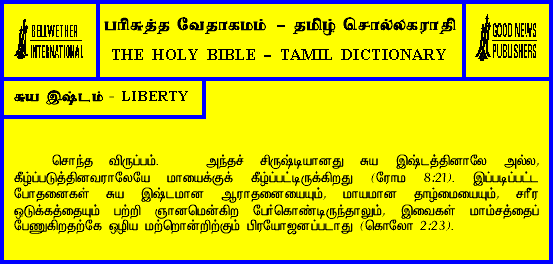 BELLWETHER
INTERNATIONAL
பரிசுத்த வேதாகமம் – தமிழ் சொல்லகராதி
THE HOLY BIBLE – TAMIL DICTIONARY
GOOD NEWS
PUBLISHERS
சுய இஷ்டம் - LIBERTY
சொந்த விருப்பம். அந்தச் சிருஷ்டியானது சுய இஷ்டத்தினாலே அல்ல,
கீழ்ப்படுத்தினவராலேயே மாயைக்குக் கீழ்ப்பட்டிருக்கிறது (ரோம 8:21). இப்படிப்பட்ட
போதனைகள் சுய இஷ்டமான ஆராதனையையும், மாயமான தாழ்மையையும், சரீர
ஒடுக்கத்தையும் பற்றி ஞானமென்கிற பேர்கொண்டிருந்தாலும், இவைகள் மாம்சத்தைப்
பேணுகிறதற்கே ஒழிய மற்றொன்றிற்கும் பிரயோஜனப்படாது (கொலோ 2:23).